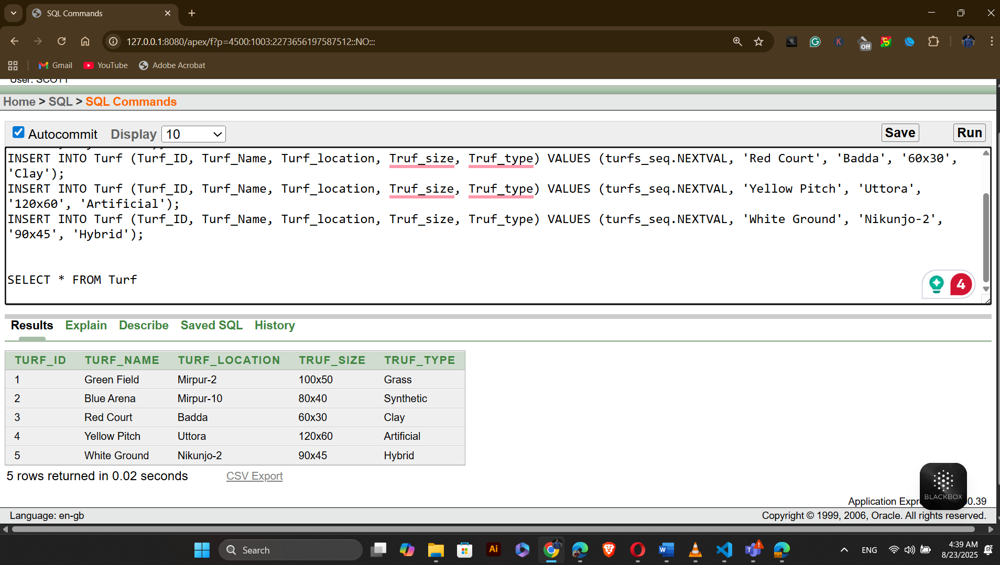 SQL Commands
127.0.0.1:8080/apex/f?p=4500:1003:2273656197587512::NO:::
Off
Gmail YouTube Adobe Acrobat
User: SCOTT
Home > SQL > SQL Commands
Autocommit Display 10 Save Run
INSERT INTO Turf (Turf_ID, Turf_Name, Turf_location, Truf_size, Truf_type) VALUES (turfs_seq.NEXTVAL, 'Red Court', 'Badda', '60x30',
'Clay');
INSERT INTO Turf (Turf_ID, Turf_Name, Turf_location, Truf_size, Truf_type) VALUES (turfs_seq.NEXTVAL, 'Yellow Pitch', 'Uttora',
'120x60', 'Artificial');
INSERT INTO Turf (Turf_ID, Turf_Name, Turf_location, Truf_size, Truf_type) VALUES (turfs_seq.NEXTVAL, 'White Ground', 'Nikunjo-2',
'90x45', 'Hybrid');
SELECT * FROM Turf
4
Results Explain Describe Saved SQL History
TURF_ID TURF_NAME TURF_LOCATION TRUF_SIZE TRUF_TYPE
1 Green Field Mirpur-2 100x50 Grass
2 Blue Arena Mirpur-10 80x40 Synthetic
3 Red Court Badda 60x30 Clay
4 Yellow Pitch Uttora 120x60 Artificial
5 White Ground Nikunjo-2 90x45 Hybrid
5 rows returned in 0.02 seconds CSV Export
BLACKBOX
Application Expr 0.39
Language: en-gb Copyright © 1999, 2006, Oracle. All rights reserved.
Search Ai ENG 4:39 AM
8/23/2025